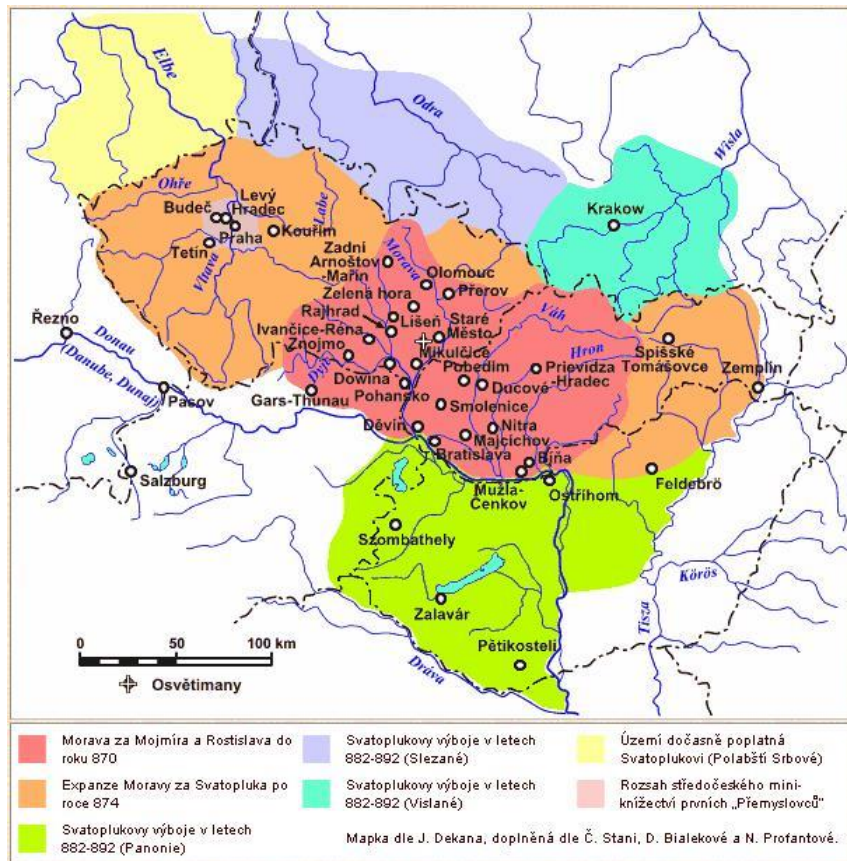 Elbe
Odra
Wisla
Ohře
Levý
Budeč
Hradec
Labe
Krakow
Praha
Kouřim
Tetín
Zadní
Arnoštov
-Mařín
Morava
Vltava
Olomouc
Přerov
Zelená hora
Rajhrad
Lišeň
Staré
Město
Váh
Řezno
Ivančice-Réna
Znojmo
Hron
Donau
(Danube, Dunaj)
Mikulčice
Pobedim
Prievidza
-Hradec
Spišské
Tomášovce
Zemplín
Dyje
Dowina
Ducové
Pasov
Gars-Thunau
Pohansko
Smolenice
Děvín
Nitra
Majcichov
Bratislava
Bíňa
Salzburg
Mužla-
Čenkov
Ostřihom
Feldebrö
Szombathely
Körös
Zalavár
Tisza
0 50 100 km
Pětikostelí
Dráva
Osvětimany
Morava za Mojmíra a Rostislava do
roku 870
Expanze Moravy za Svatopluka po
roce 874
Svatoplukovy výboje v letech
882-892 (Panonie)
Svatoplukovy výboje v letech
882-892 (Slezané)
Svatoplukovy výboje v letech
882-892 (Vislané)
Území dočasně poplatná
Svatoplukovi (Polabští Srbové)
Rozsah středočeského mini-
knížectví prvních „Přemyslovců"
Mapka dle J. Dekana, doplněná dle Č. Stani, D. Bialekové a N. Profantové.